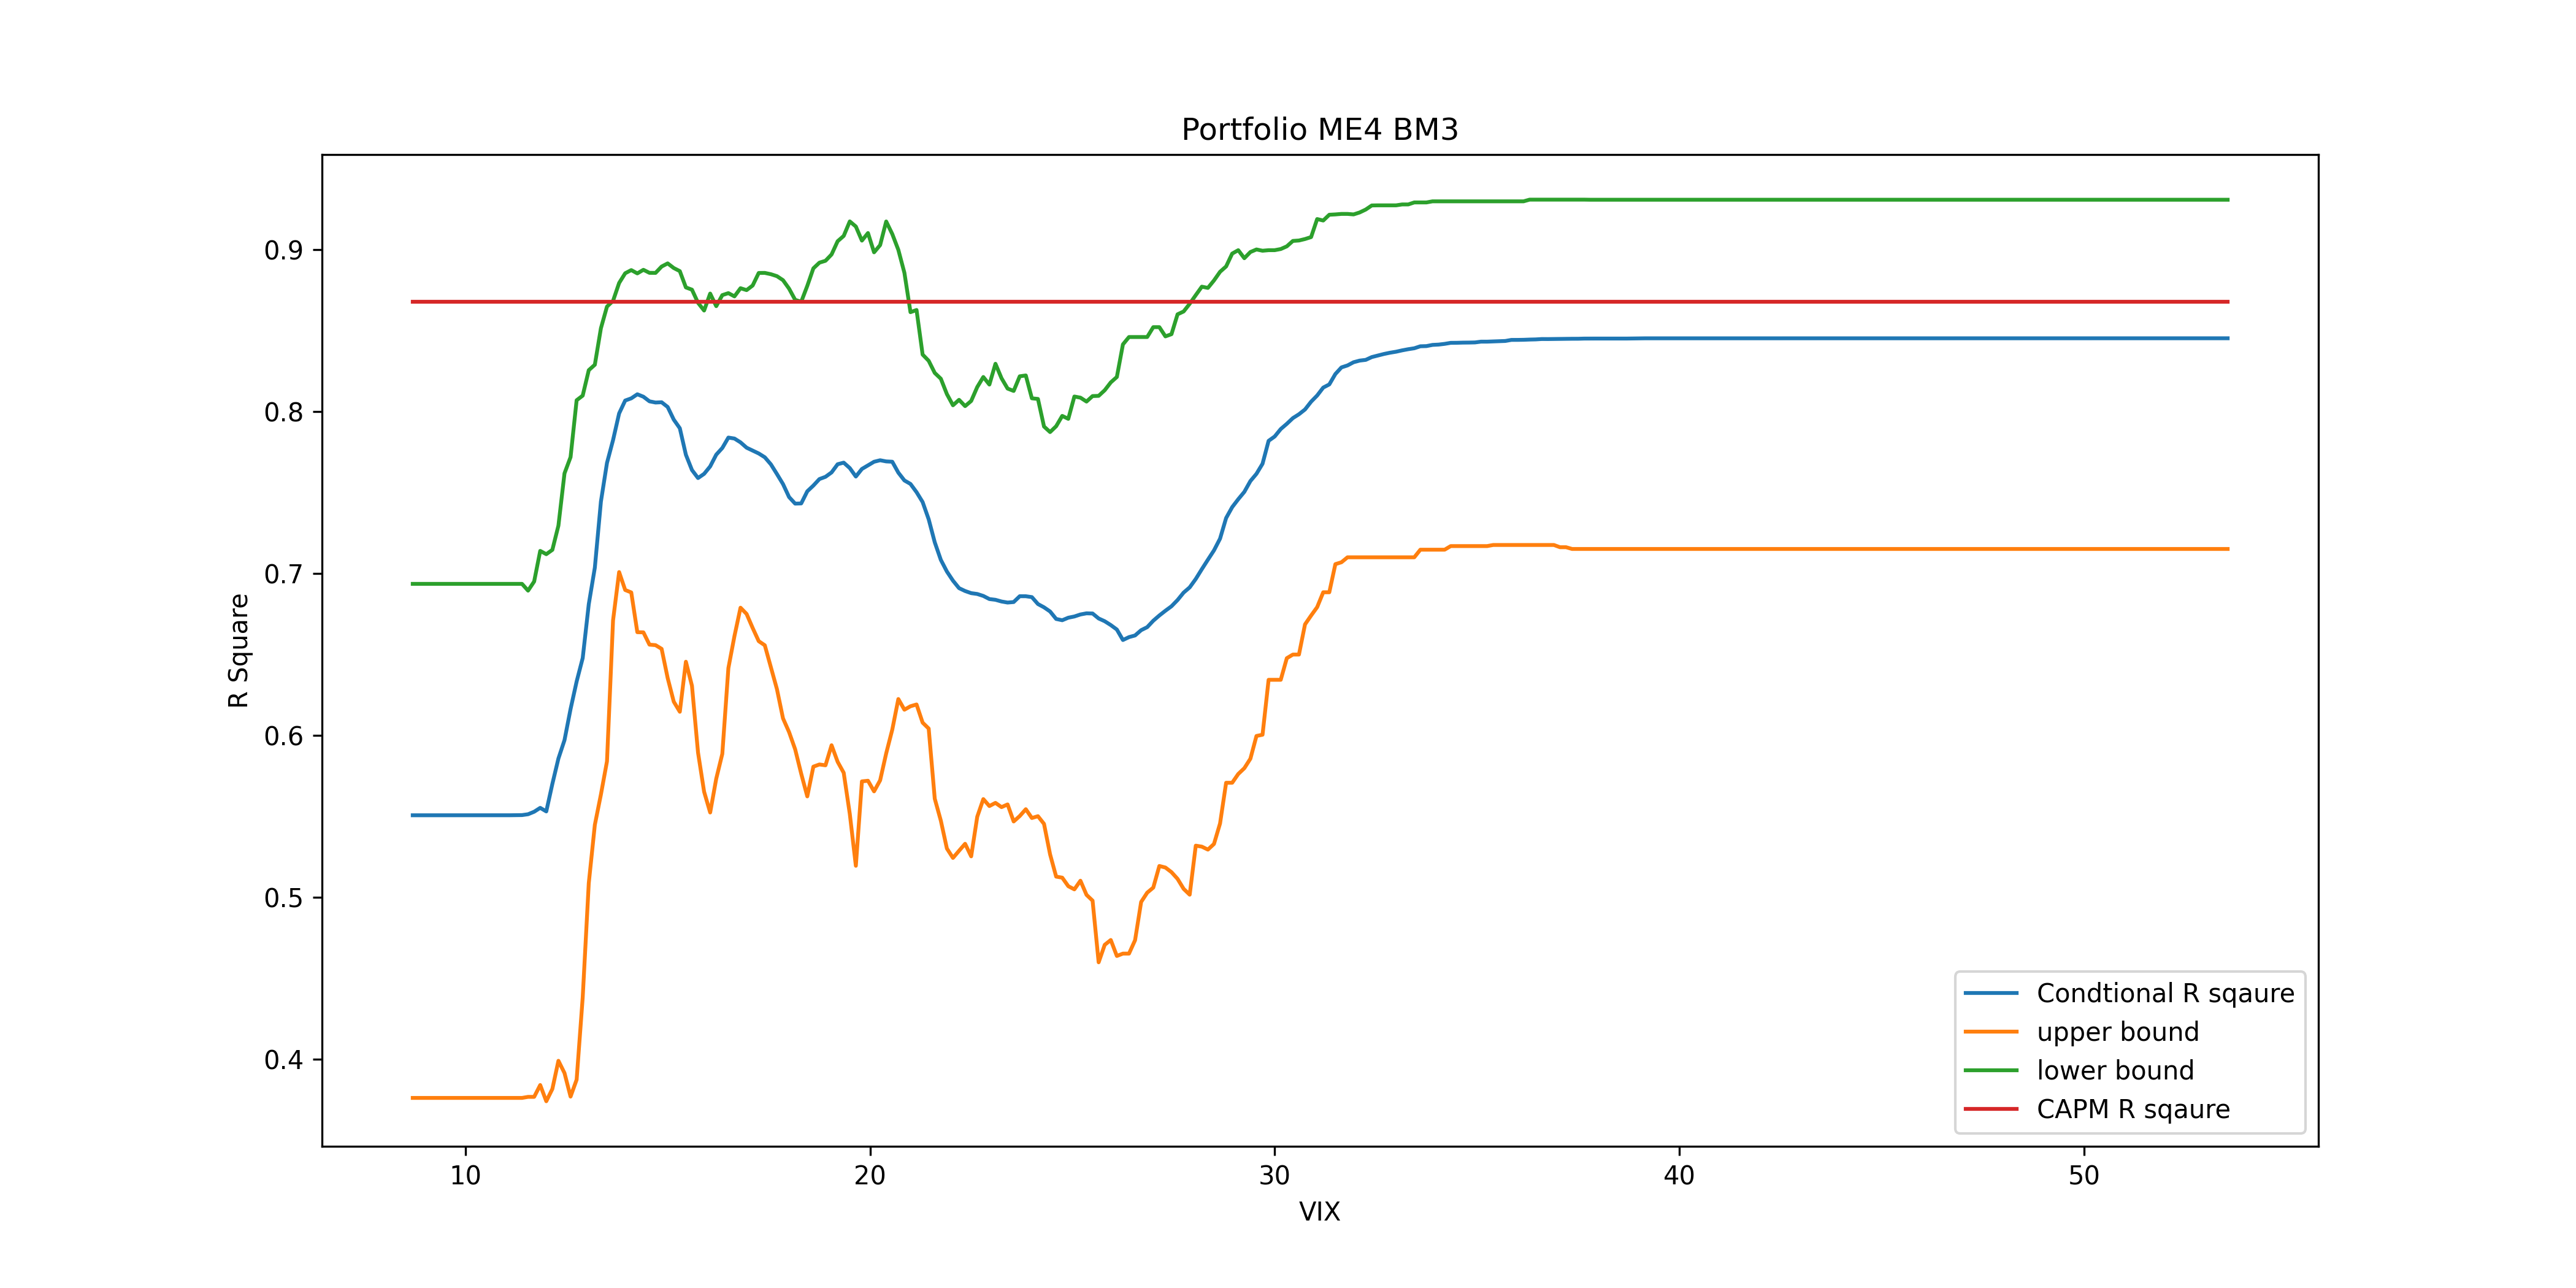 Portfolio ME4 BM3
0.9
0.8
0.7
0.6
0.5
0.4
R Square
10 20 30 40 50
VIX
Condtional R sqaure
upper bound
lower bound
CAPM R sqaure